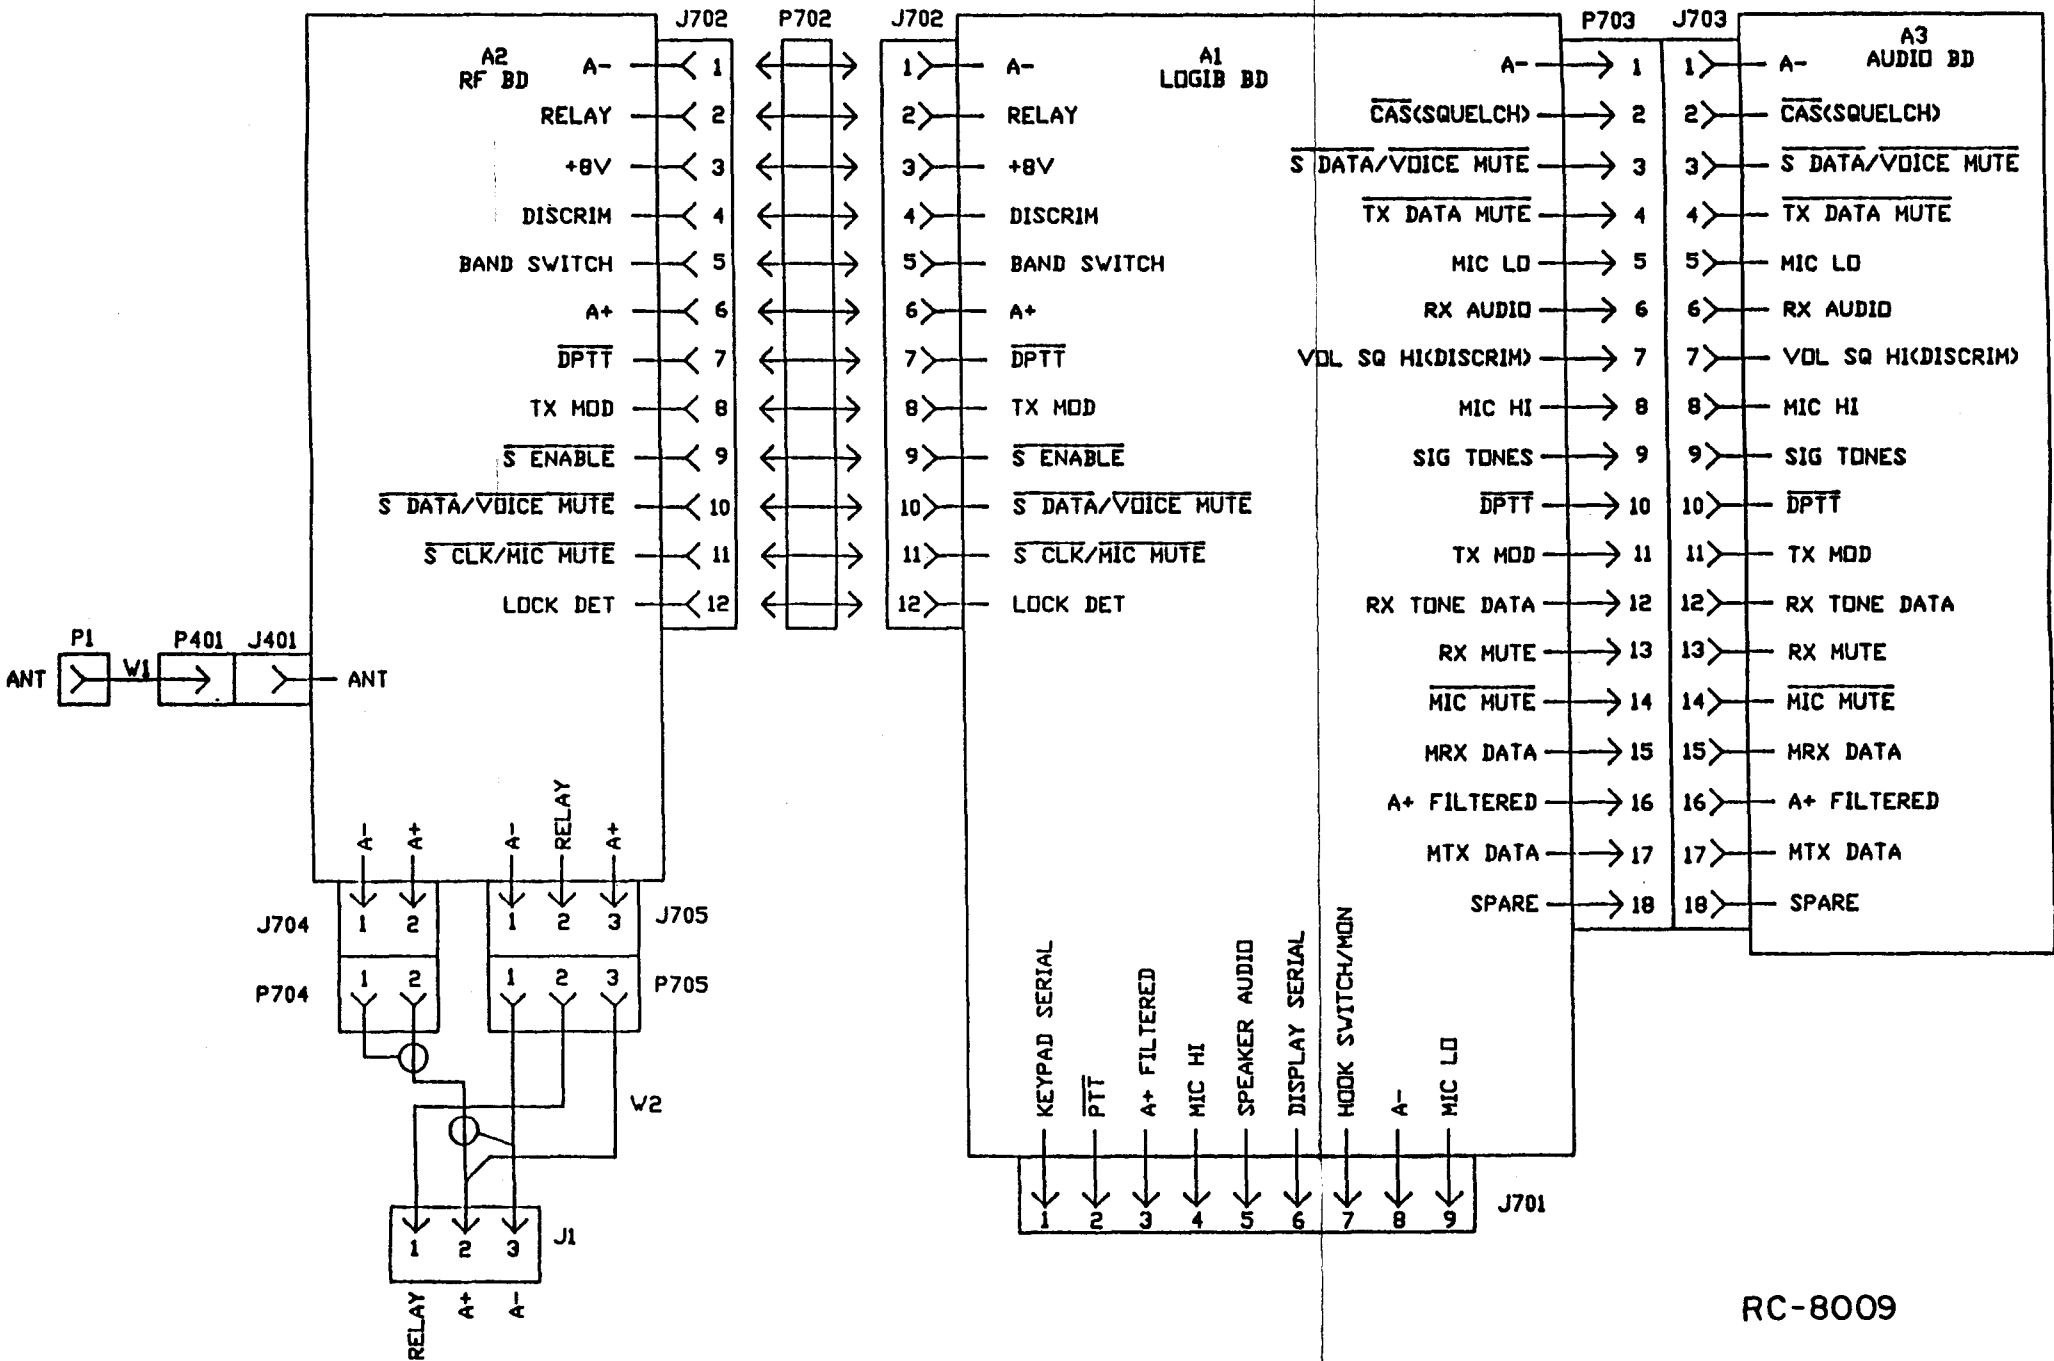 J702 P702 J702 P703 J703
A2
RF BD
A1
LOGIB BD
A3
AUDIO BD
A- 1 1 A- A- 1 1 A-
RELAY 2 2 RELAY CAS(SQUELCH) 2 2 CAS(SQUELCH)
+8V 3 3 +8V S DATA/VOICE MUTE 3 3 S DATA/VOICE MUTE
DISCRIM 4 4 DISCRIM TX DATA MUTE 4 4 TX DATA MUTE
BAND SWITCH 5 5 BAND SWITCH MIC LO 5 5 MIC LO
A+ 6 6 A+ RX AUDIO 6 6 RX AUDIO
DPTT 7 7 DPTT VOL SQ HI(DISCRIM) 7 7 VOL SQ HI(DISCRIM)
TX MOD 8 8 TX MOD MIC HI 8 8 MIC HI
S ENABLE 9 9 S ENABLE SIG TONES 9 9 SIG TONES
S DATA/VOICE MUTE 10 10 S DATA/VOICE MUTE DPTT 10 10 DPTT
S CLK/MIC MUTE 11 11 S CLK/MIC MUTE TX MOD 11 11 TX MOD
LOCK DET 12 12 LOCK DET RX TONE DATA 12 12 RX TONE DATA
RX MUTE 13 13 RX MUTE
MIC MUTE 14 14 MIC MUTE
MRX DATA 15 15 MRX DATA
A+ FILTERED 16 16 A+ FILTERED
MTX DATA 17 17 MTX DATA
SPARE 18 18 SPARE
P1 P401 J401
ANT W1 ANT
A- A+ A- RELAY A+
J704 1 2 1 2 3 J705
P704 1 2 1 2 3 P705
W2
1 2 3 J1
RELAY A+ A-
KEYPAD SERIAL
PTT
A+ FILTERED
MIC HI
SPEAKER AUDIO
DISPLAY SERIAL
HOOK SWITCH/MON
A-
MIC LO
1 2 3 4 5 6 7 8 9 J701
RC-8009